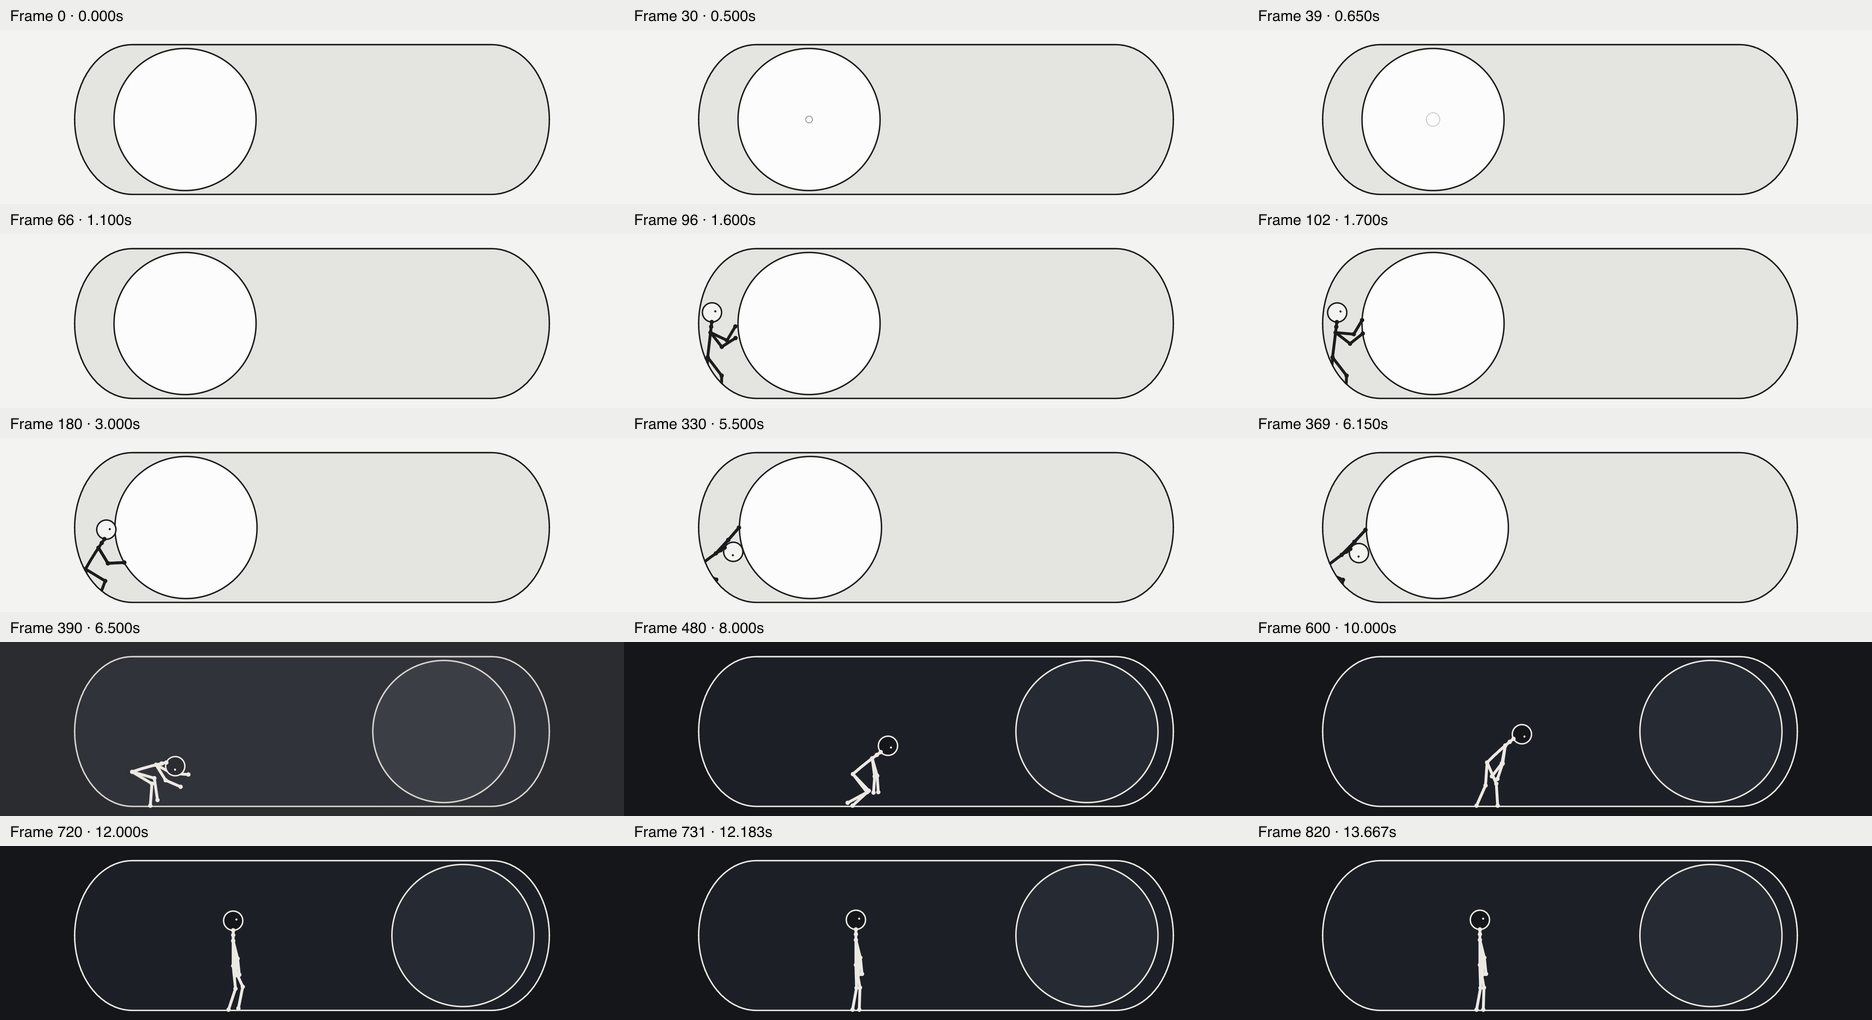 Frame 0 · 0.000s
Frame 30 · 0.500s
Frame 39 · 0.650s
Frame 66 · 1.100s
Frame 96 · 1.600s
Frame 102 · 1.700s
Frame 180 · 3.000s
Frame 330 · 5.500s
Frame 369 · 6.150s
Frame 390 · 6.500s
Frame 480 · 8.000s
Frame 600 · 10.000s
Frame 720 · 12.000s
Frame 731 · 12.183s
Frame 820 · 13.667s